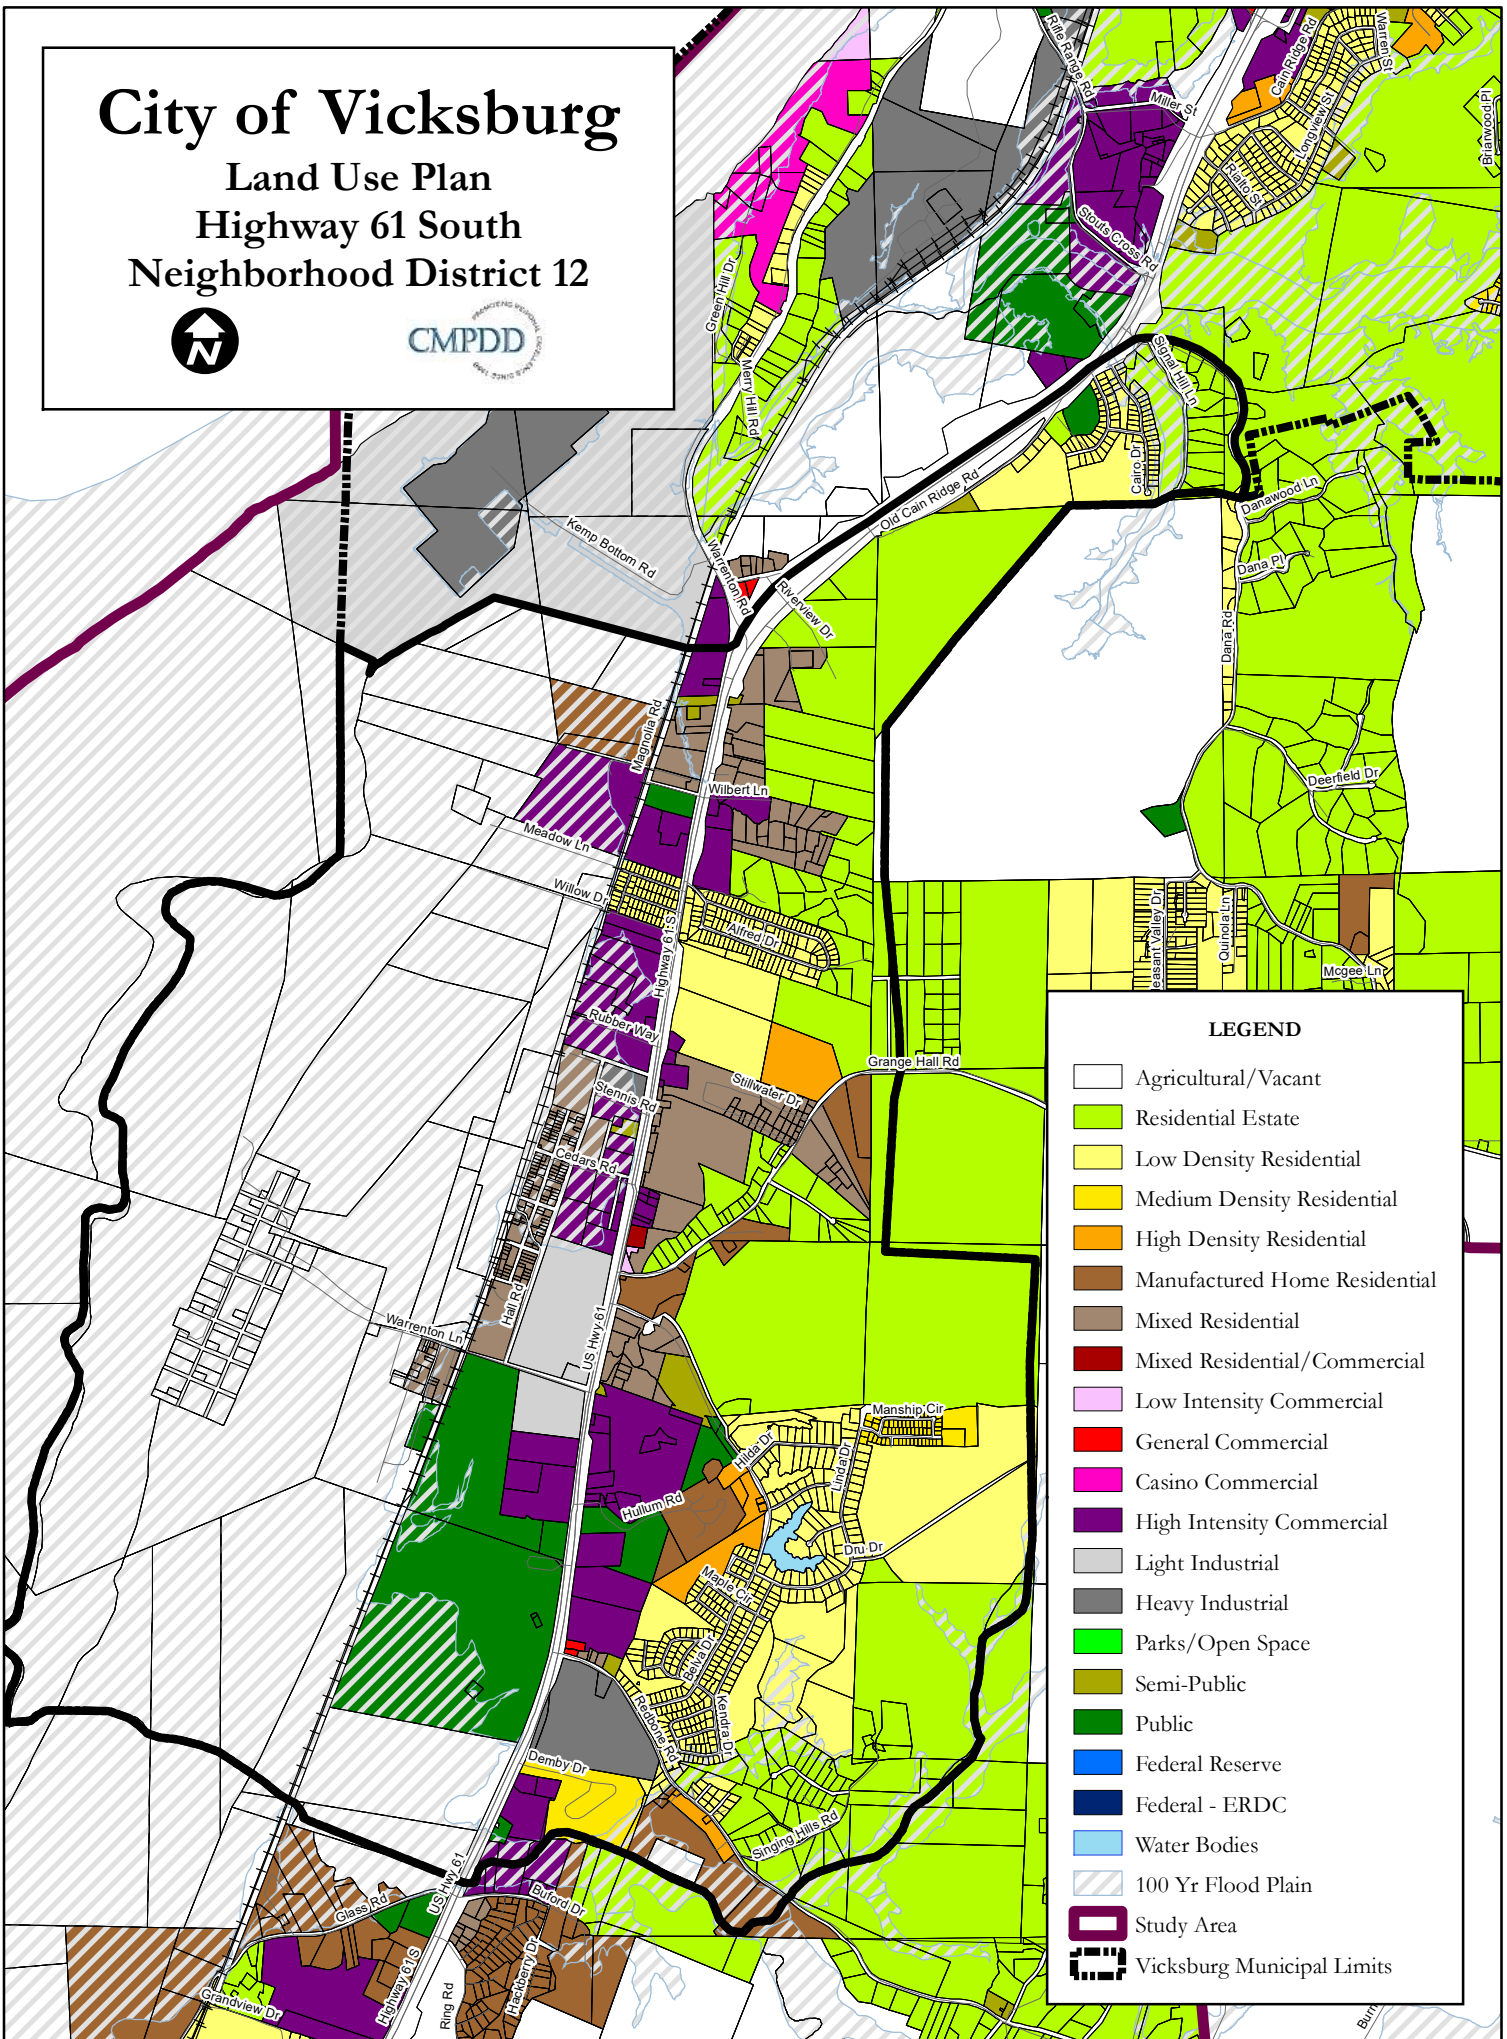 City of Vicksburg
Land Use Plan
Highway 61 South
Neighborhood District 12
N
CMPDD
Rifle Range Rd
Cain Ridge Rd
Warren St
Miller St
Longview St
Briarwood Pl
Rialto St
Stouts Cross Rd
Green Hill Dr
Merry Hill Rd
Signal Hill Ln
Cairo Dr
Old Cain Ridge Rd
Danawood Ln
Kemp Bottom Rd
Warrenton Rd
Riverview Dr
Dana Pl
Dana Rd
Magnolia Rd
Wilbert Ln
Deerfield Dr
Meadow Ln
Willow Dr
Alfred Dr
Highway 61 S
easant Valley Dr
Quinola Ln
Mcgee Ln
Rubber Way
Grange Hall Rd
Stillwater Dr
Stennis Rd
Cedars Rd
Hall Rd
Warrenton Ln
US Hwy 61
Manship Cir
Hilda Dr
Linda Dr
Hullum Rd
Dru Dr
Maple Cir
Belva Dr
Redbone Rd
Kendra Dr
Demby Dr
Singing Hills Rd
US Hwy 61
Glass Rd
Buford Dr
Highway 61 S
Hackberry Dr
Ring Rd
Grandview Dr
Burn
LEGEND
Agricultural/Vacant
Residential Estate
Low Density Residential
Medium Density Residential
High Density Residential
Manufactured Home Residential
Mixed Residential
Mixed Residential/Commercial
Low Intensity Commercial
General Commercial
Casino Commercial
High Intensity Commercial
Light Industrial
Heavy Industrial
Parks/Open Space
Semi-Public
Public
Federal Reserve
Federal - ERDC
Water Bodies
100 Yr Flood Plain
Study Area
Vicksburg Municipal Limits